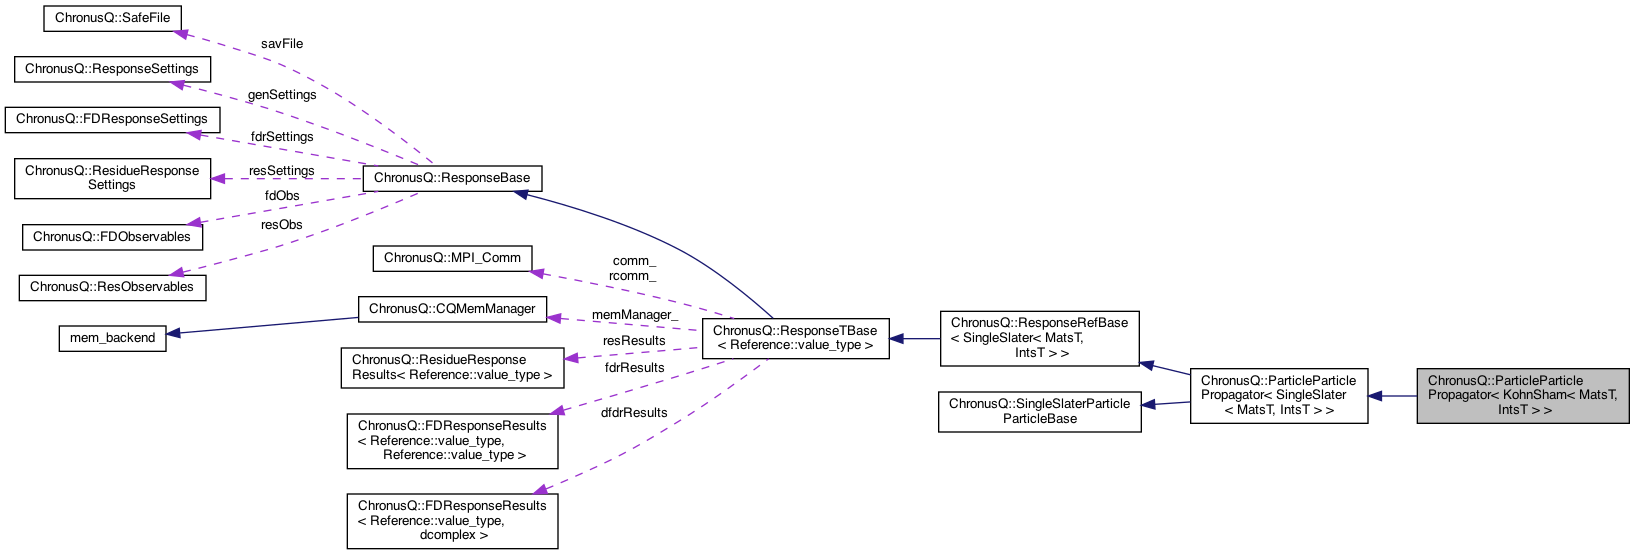 ChronusQ::SafeFile
savFile
ChronusQ::ResponseSettings
genSettings
ChronusQ::FDResponseSettings
fdrSettings
ChronusQ::ResidueResponse
Settings
resSettings
ChronusQ::ResponseBase
fdObs
ChronusQ::FDObservables
resObs
ChronusQ::ResObservables
ChronusQ::MPI_Comm
comm_
rcomm_
ChronusQ::CQMemManager
memManager_
mem_backend
ChronusQ::ResidueResponse
Results< Reference::value_type >
resResults
fdrResults
ChronusQ::FDResponseResults
< Reference::value_type,
Reference::value_type >
dfdrResults
ChronusQ::FDResponseResults
< Reference::value_type,
dcomplex >
ChronusQ::ResponseTBase
< Reference::value_type >
ChronusQ::ResponseRefBase
< SingleSlater< MatsT,
IntsT > >
ChronusQ::SingleSlaterParticle
ParticleBase
ChronusQ::ParticleParticle
Propagator< SingleSlater
< MatsT, IntsT > >
ChronusQ::ParticleParticle
Propagator< KohnSham< MatsT,
IntsT > >